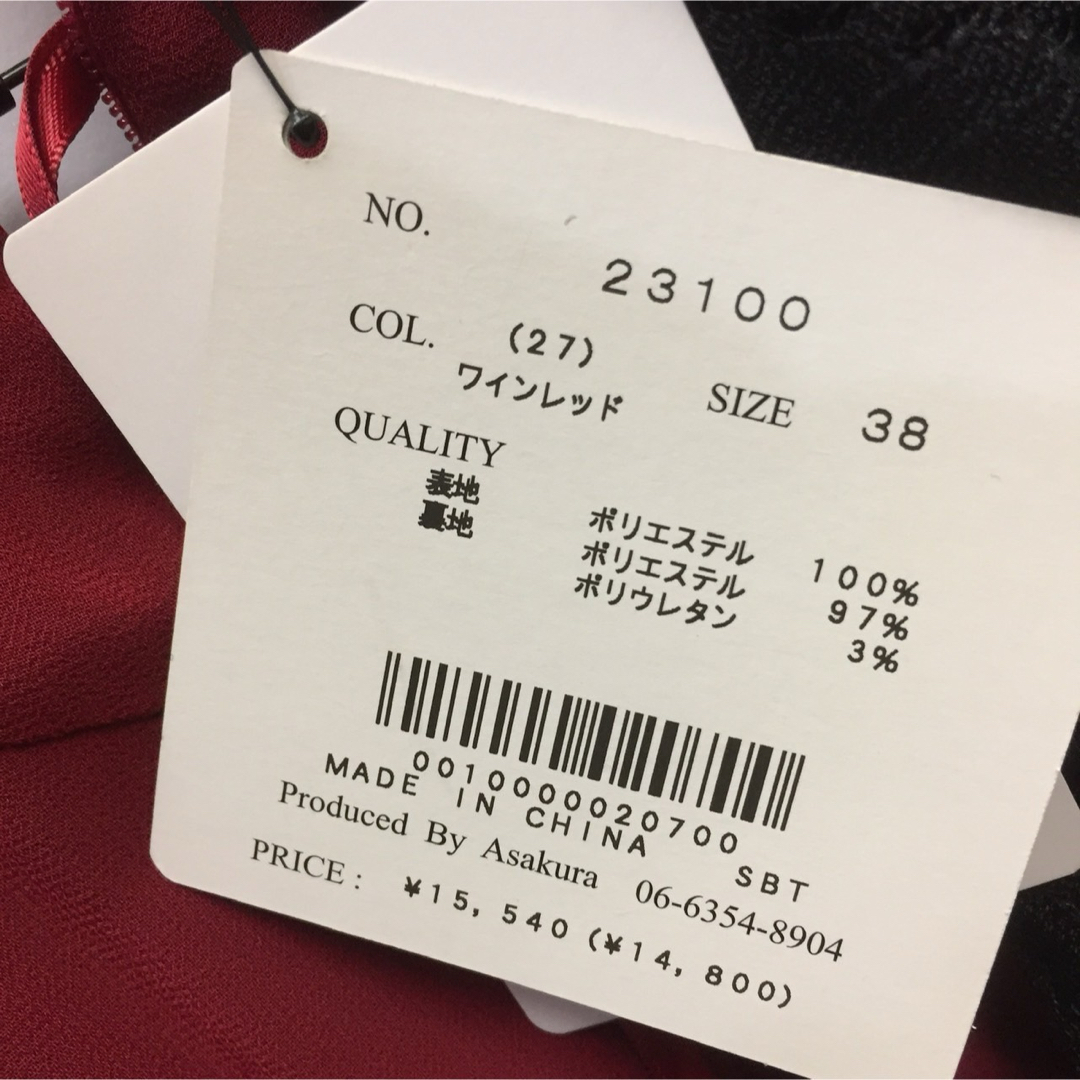 NO. 23100
COL. (27)
ワインレッド SIZE 38
QUALITY
表地 ポリエステル 100%
裏地 ポリエステル 97%
ポリウレタン 3%
0010000020700
MADE IN CHINA SBT
Produced By Asakura 06-6354-8904
PRICE: ¥15,540 (¥14,800)